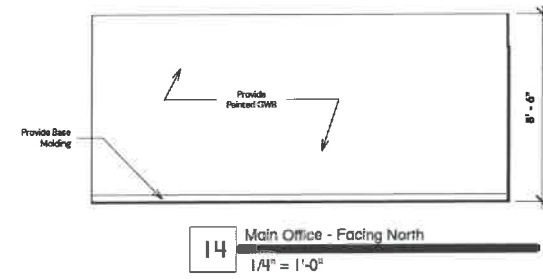 Provide
Painted GWB
Provide Base
Molding
8' - 6"
14
Main Office - Facing North
1/4" = 1'-0"